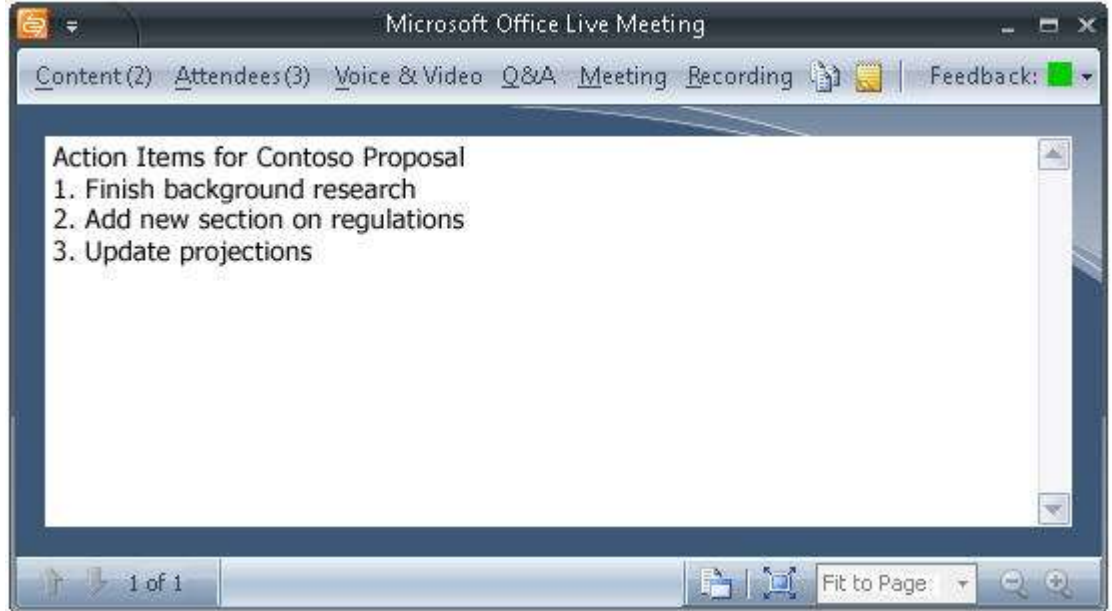 Microsoft Office Live Meeting
Content (2) Attendees (3) Voice & Video Q&A Meeting Recording Feedback:
Action Items for Contoso Proposal
1. Finish background research
2. Add new section on regulations
3. Update projections
1 of 1 Fit to Page